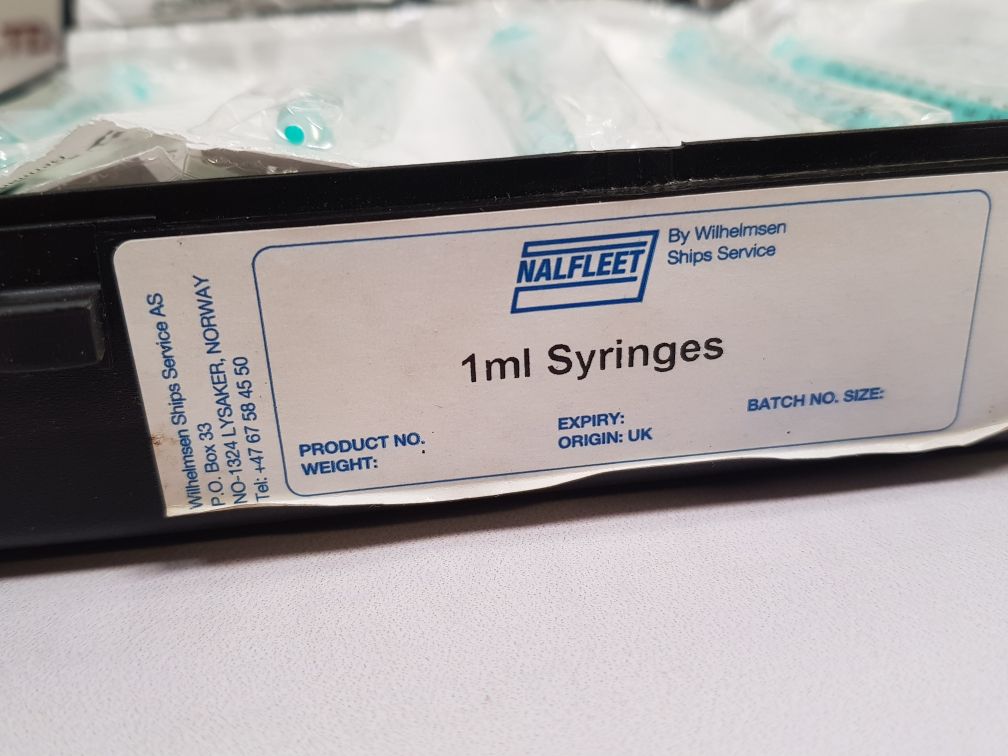 TD.
NALFLEET
By Wilhelmsen
Ships Service
1ml Syringes
PRODUCT NO.
WEIGHT:
EXPIRY:
ORIGIN: UK
BATCH NO. SIZE:
Wilhelmsen Ships Service AS
P.O. Box 33
NO-1324 LYSAKER, NORWAY
Tel: +47 67 58 45 50